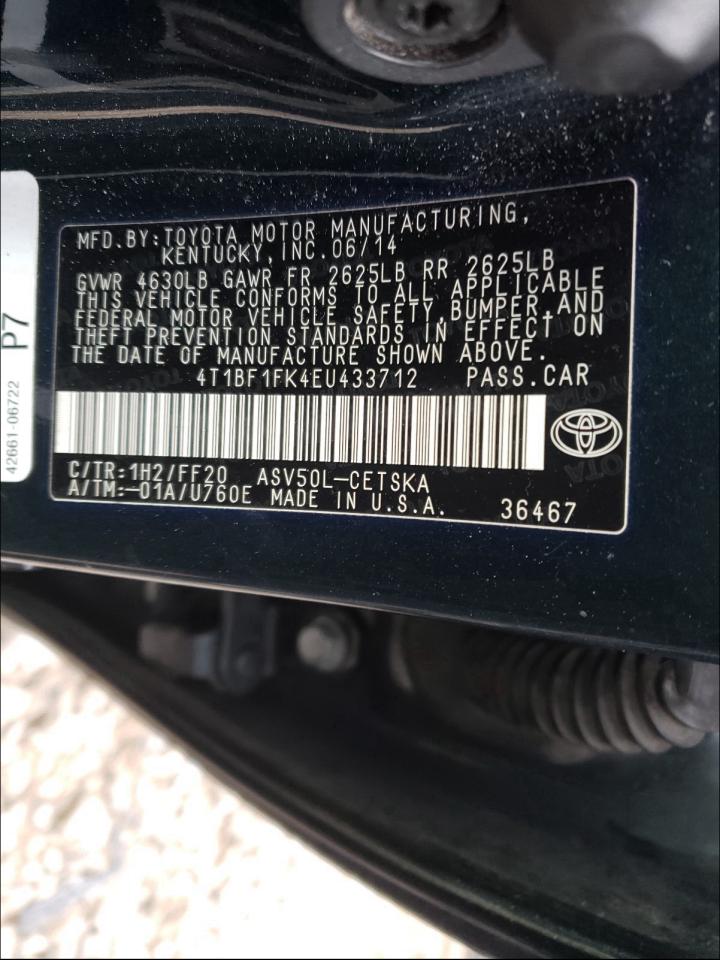 MFD.BY:TOYOTA MOTOR MANUFACTURING,
KENTUCKY, INC. 06/14
GVWR 4630LB GAWR FR 2625LB RR 2625LB
THIS VEHICLE CONFORMS TO ALL APPLICABLE
FEDERAL MOTOR VEHICLE SAFETY,BUMPER,AND
THEFT PREVENTION STANDARDS IN EFFECT ON
THE DATE OF MANUFACTURE SHOWN ABOVE.
4T1BF1FK4EU433712 PASS.CAR
C/TR:1H2/FF20 ASV50L-CETSKA
A/TM:-01A/U760E MADE IN U.S.A. 36467
P7
42661-06722